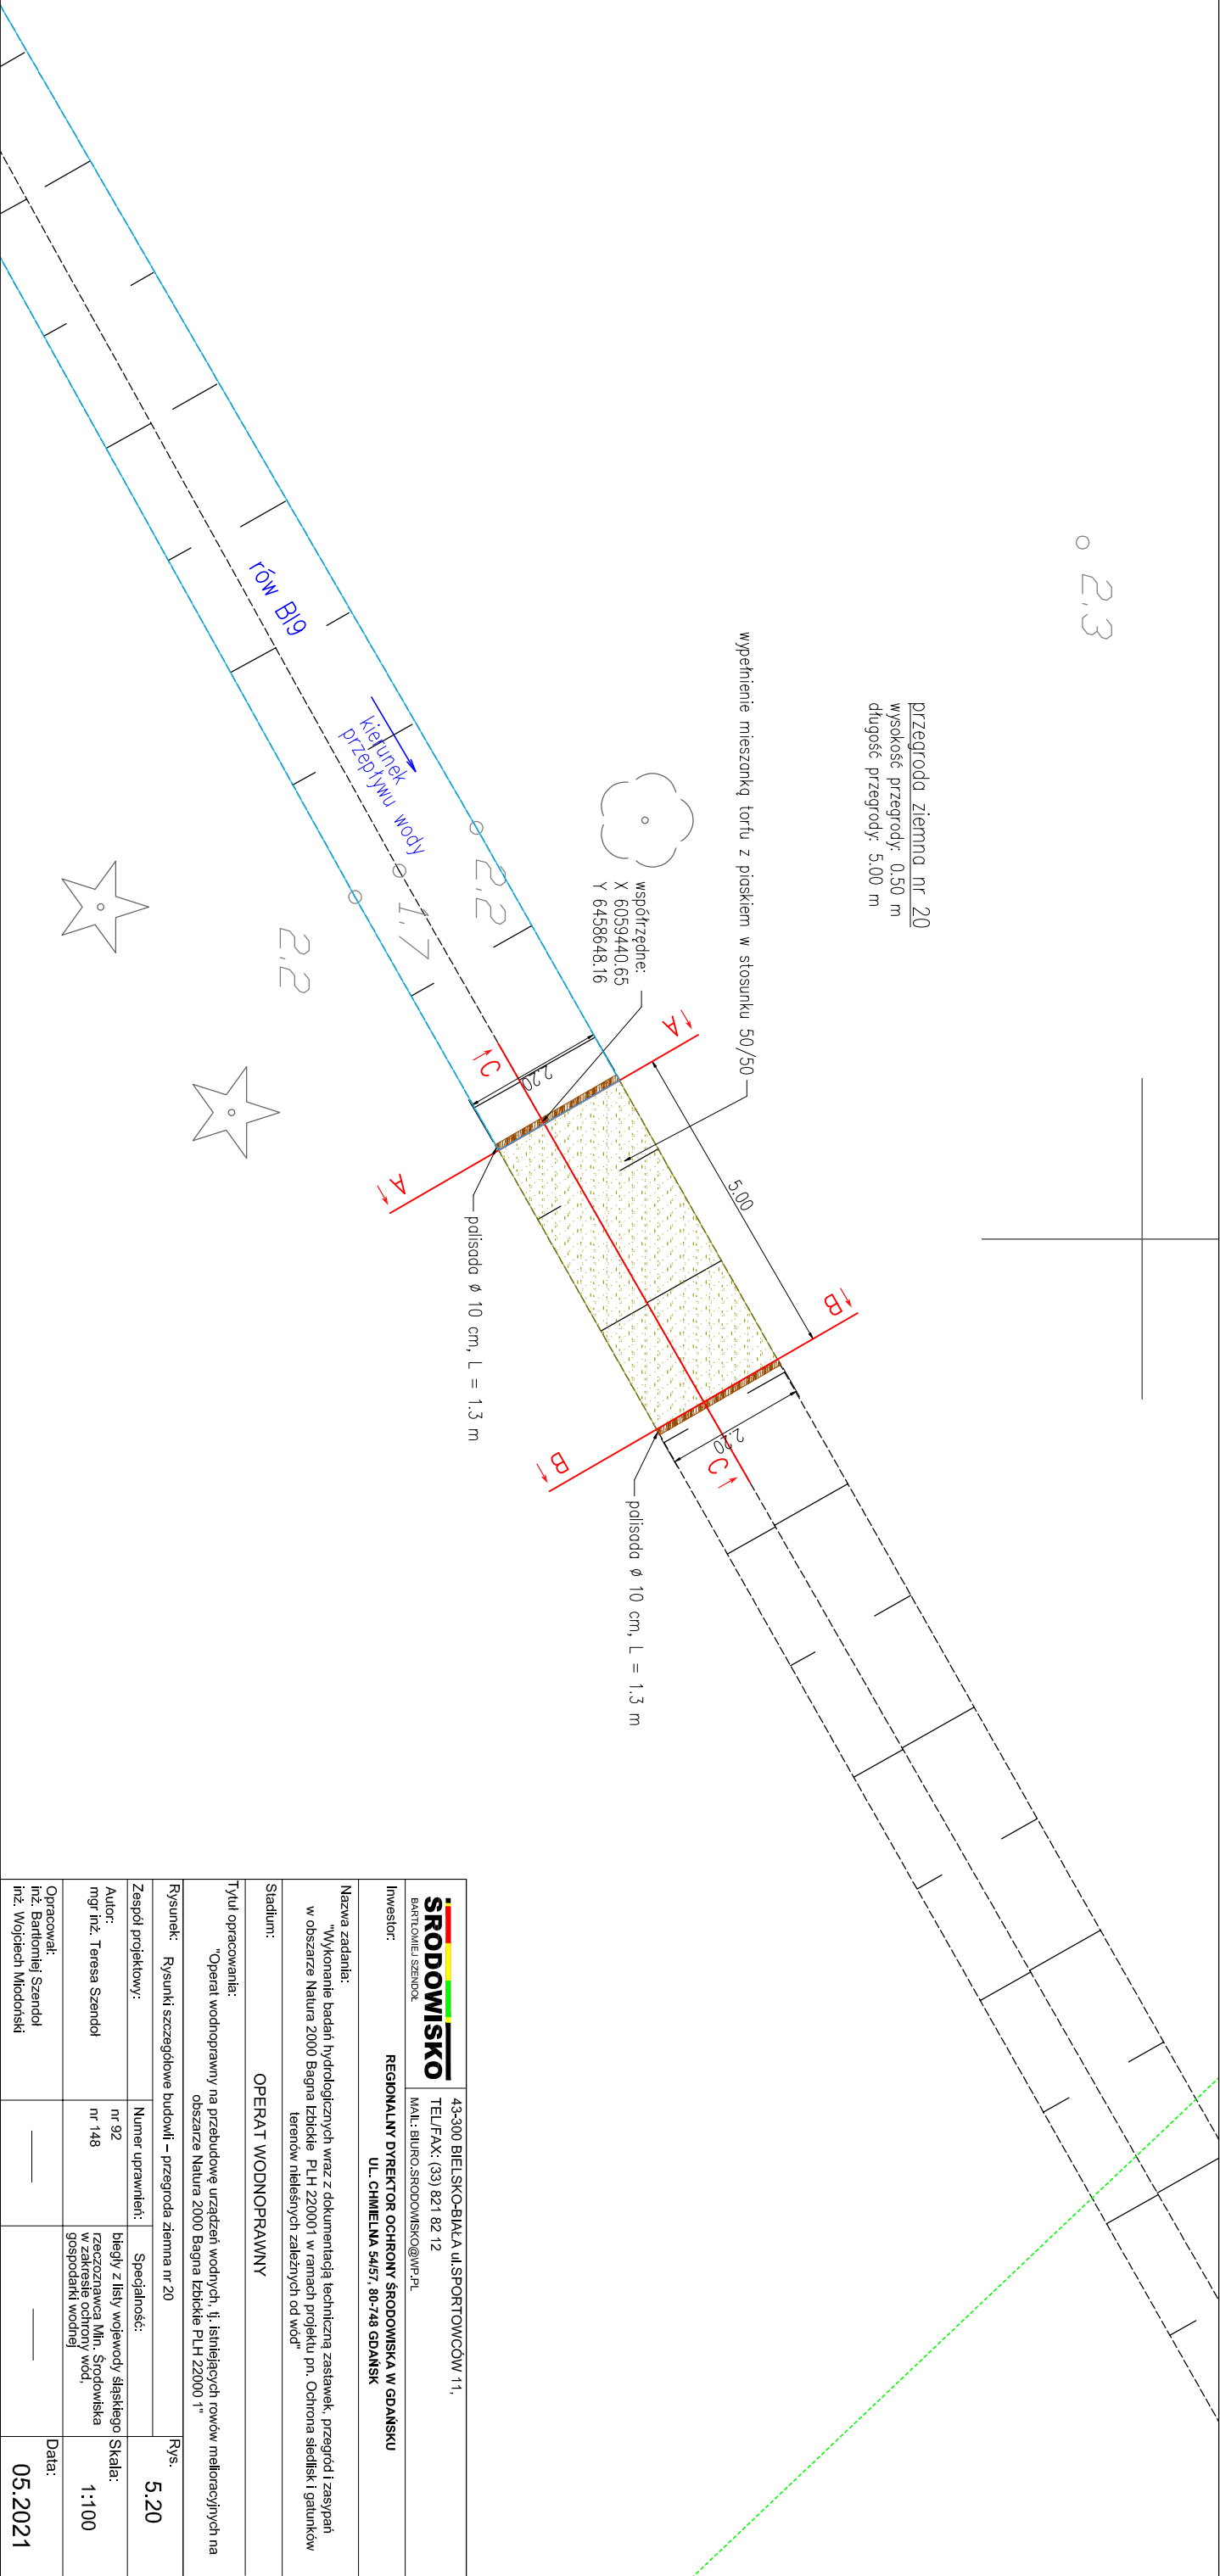 2.3
przegroda ziemna nr 20
wysokość przegrody: 0.50 m
długość przegrody: 5.00 m
wypełnienie mieszanką torfu z piaskiem w stosunku 50/50
współrzędne:
X 6059440.65
Y 6458648.16
rów BI9
kierunek
przepływu wody
2.2
1.7
2.2
A
A
B
B
C
C
2.20
5.00
2.20
palisada ø 10 cm, L = 1.3 m
palisada ø 10 cm, L = 1.3 m
ŚRODOWISKO
BARTŁOMIEJ SZENDOŁ
43-300 BIELSKO-BIAŁA ul.SPORTOWCÓW 11,
TEL/FAX: (33) 821 82 12
MAIL: BIURO.SRODOWISKO@WP.PL
Inwestor:
REGIONALNY DYREKTOR OCHRONY ŚRODOWISKA W GDAŃSKU
UL. CHMIELNA 54/57, 80-748 GDAŃSK
Nazwa zadania:
"Wykonanie badań hydrologicznych wraz z dokumentacją techniczną zastawek, przegród i zasypań
w obszarze Natura 2000 Bagna Izbickie PLH 220001 w ramach projektu pn. Ochrona siedlisk i gatunków
terenów nieleśnych zależnych od wód"
Stadium:
OPERAT WODNOPRAWNY
Tytuł opracowania:
"Operat wodnoprawny na przebudowę urządzeń wodnych, tj. istniejących rowów melioracyjnych na
obszarze Natura 2000 Bagna Izbickie PLH 22000 1"
Rysunek: Rysunki szczegółowe budowli – przegroda ziemna nr 20
Rys.
5.20
Zespół projektowy:
Numer uprawnień:
Specjalność:
Autor:
mgr inż. Teresa Szendoł
nr 92
nr 148
biegły z listy wojewody śląskiego
rzeczoznawca Min. Środowiska
w zakresie ochrony wód,
gospodarki wodnej
Skala:
1:100
Opracował:
inż. Bartłomiej Szendoł
inż. Wojciech Miodoński
Data:
05.2021